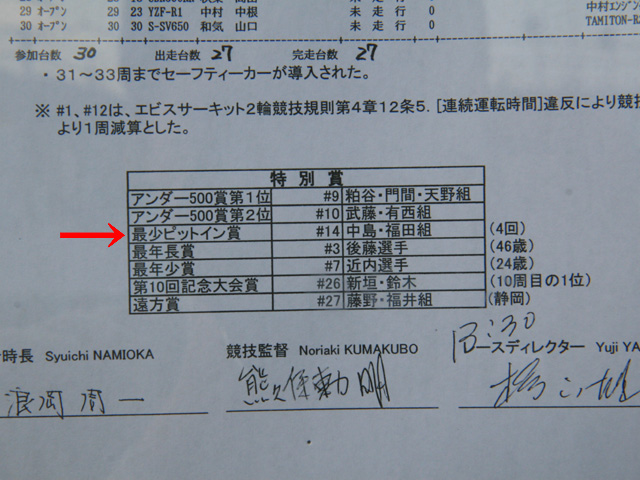 29 オープン 29 23 YZF-R1 中村 中根 未 走 行 0 中村エンジン
30 オープン 30 30 S-SV650 和気 山口 未 走 行 0 TAMITON-R
参加台数 30 出走台数 27 完走台数 27
・31～33周までセーフティーカーが導入された。
※ #1、#12は、エビスサーキット2輪競技規則第4章12条5.[連続運転時間]違反により競技
より1周減算とした。
特 別 賞
アンダー500賞第1位 #9 粕谷・門間・天野組
アンダー500賞第2位 #10 武藤・有西組
最少ピットイン賞 #14 中島・福田組 (4回)
最年長賞 #3 後藤選手 (46歳)
最年少賞 #7 近内選手 (24歳)
第10回記念大会賞 #26 新垣・鈴木 (10周目の1位)
遠方賞 #27 藤野・福井組 (静岡)
13:30
時長 Syuichi NAMIOKA 競技監督 Noriaki KUMAKUBO ースディレクター Yuji YA
浪岡 周一